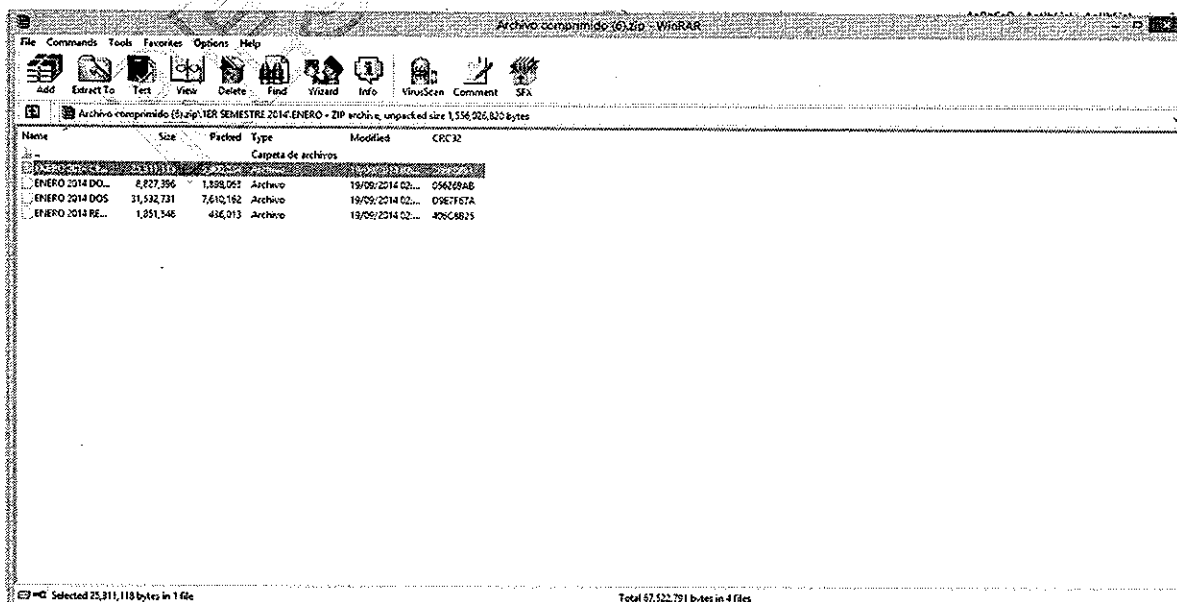 Archivo comprimido (6).zip - WinRAR
File Commands Tools Favorites Options Help
Add Extract To Test View Delete Find Wizard Info VirusScan Comment SFX
Archivo comprimido (6).zip\1ER SEMESTRE 2014\ENERO - ZIP archive, unpacked size 1,556,026,820 bytes
Name Size Packed Type Modified CRC32
.. Carpeta de archivos
ENERO 2014 DO... 8,827,396 1,898,063 Archivo 19/09/2014 02:... 056269AB
ENERO 2014 DOS 31,532,731 7,610,162 Archivo 19/09/2014 02:... D9E7F67A
ENERO 2014 RE... 1,851,546 436,013 Archivo 19/09/2014 02:...
Selected 25,311,118 bytes in 1 file
Total 67,522,791 bytes in 4 files